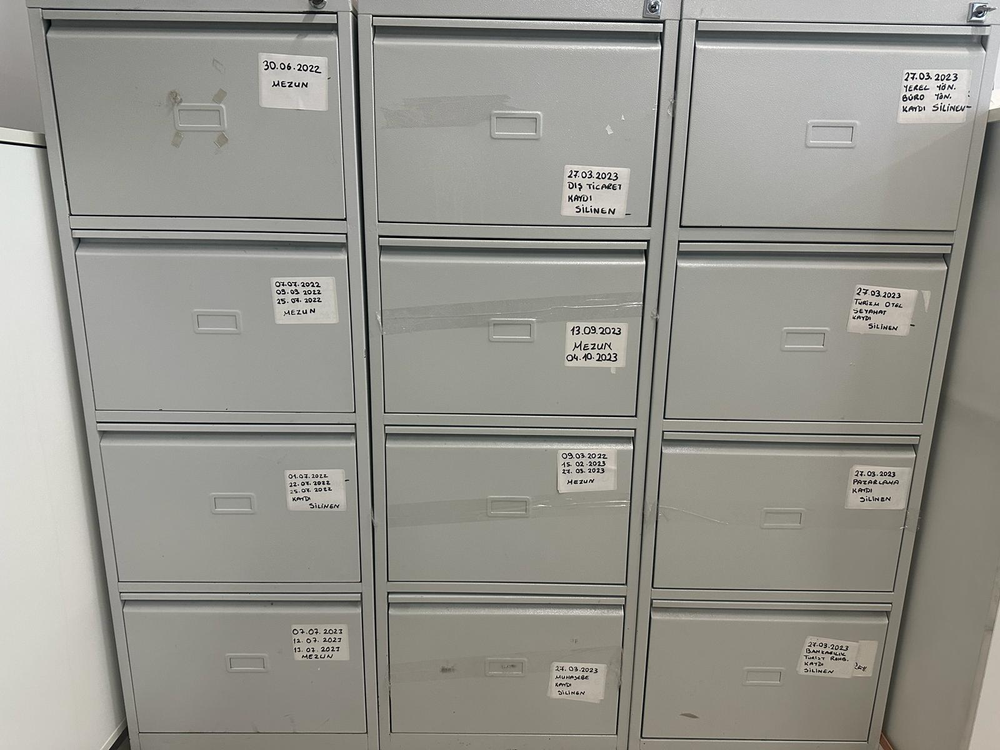 30.06.2022
MEZUN
07.07.2022
09.09 2022
25.07.2022
MEZUN
01.07.2022
22.07.2022
25.07.2022
KAYDI
SİLİNEN
07.07.2023
12.07.2023
13.07.2023
MEZUN
27.03.2023
DIŞ TİCARET
KAYDI
SİLİNEN
13.09.2023
MEZUN
04.10.2023
09.03.2022
15.02.2023
27.03.2023
MEZUN
27.03.2023
MUHASEBE
KAYDI
SİLİNEN
27.03.2023
YEREL YÖN.
BÜRO YÖN.
KAYDI SİLİNEN
27.03.2023
TURİZM OTEL
SEYAHAT
KAYDI
SİLİNEN
27.03.2023
PAZARLAMA
KAYDI
SİLİNEN
27.03.2023
BANKACILIK
TURİST REHB.
KAYDI
SİLİNEN